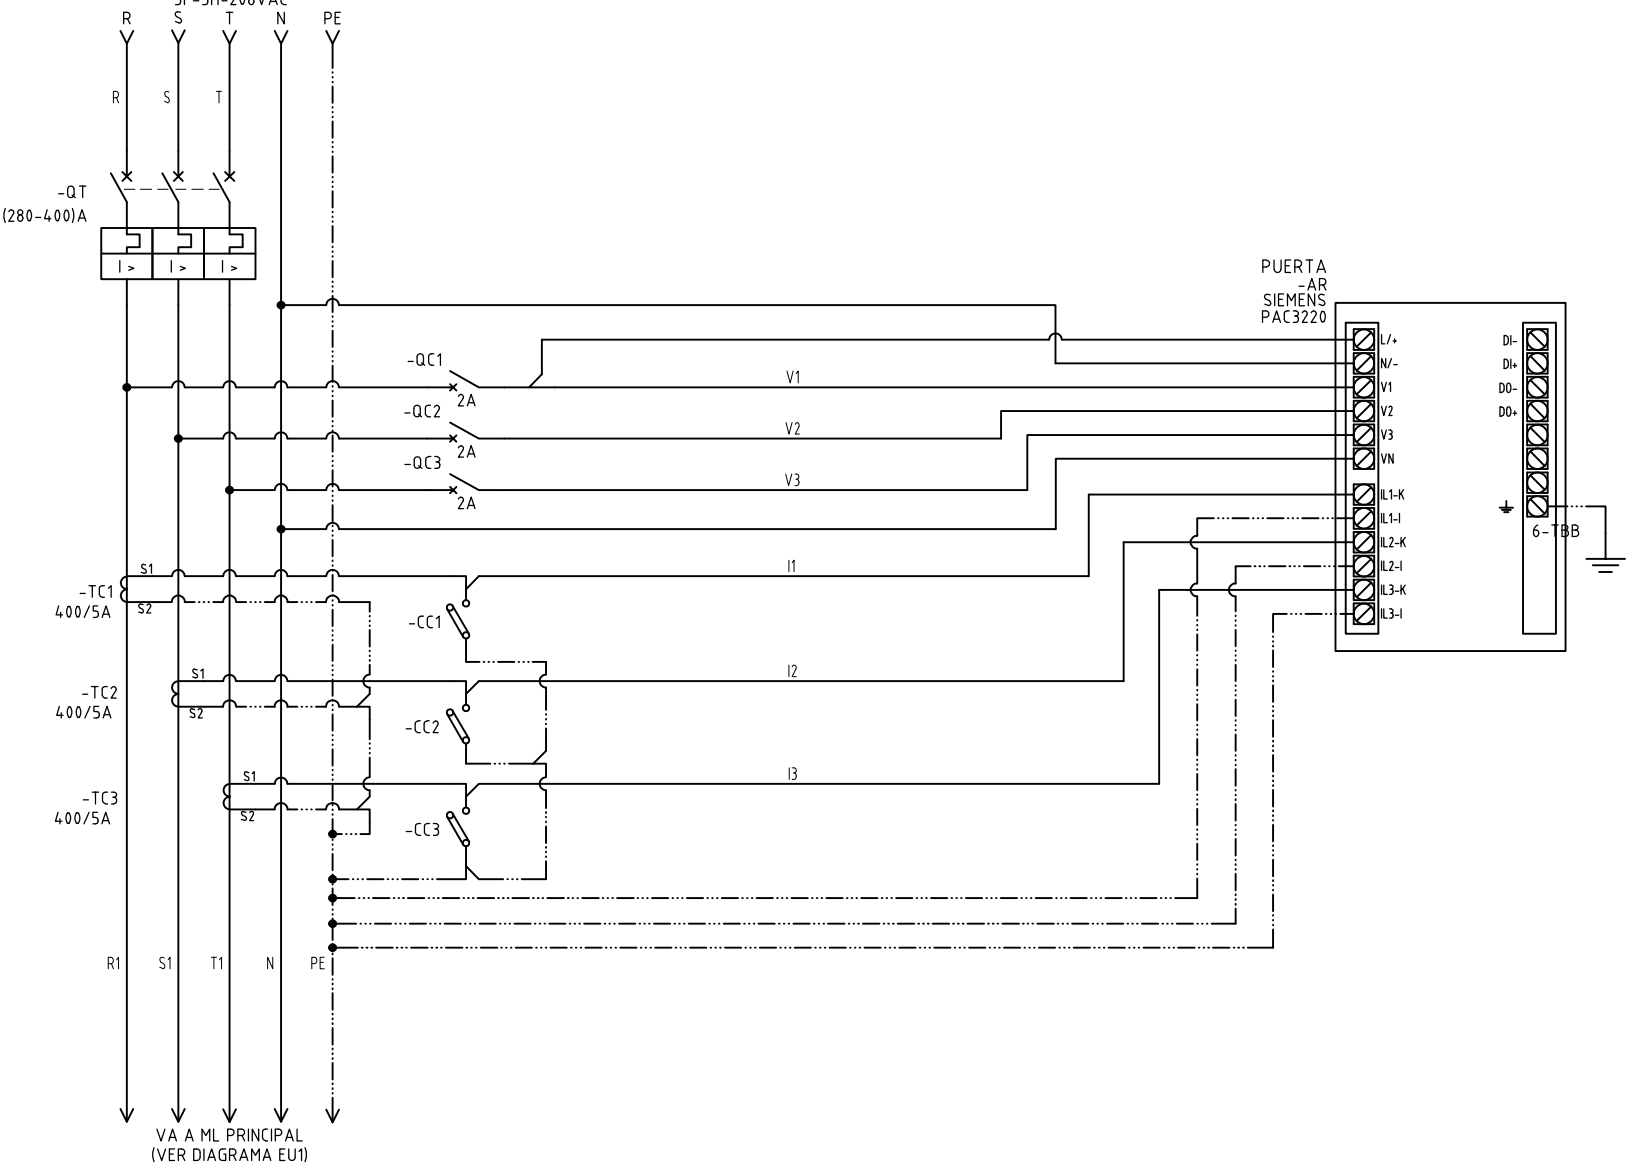 R S T N PE
R S T
-QT
(280-400)A
I > I > I >
PUERTA
-AR
SIEMENS
PAC3220
L/+
N/-
V1
V2
V3
VN
IL1-K
IL1-I
IL2-K
IL2-I
IL3-K
IL3-I
DI-
DI+
DO-
DO+
6-TBB
-QC1
2A
V1
-QC2
2A
V2
-QC3
2A
V3
S1
I1
-TC1
400/5A
S2
-CC1
S1
I2
-TC2
400/5A
S2
-CC2
S1
I3
-TC3
400/5A
S2
-CC3
R1 S1 T1 N PE
VA A ML PRINCIPAL
(VER DIAGRAMA EU1)